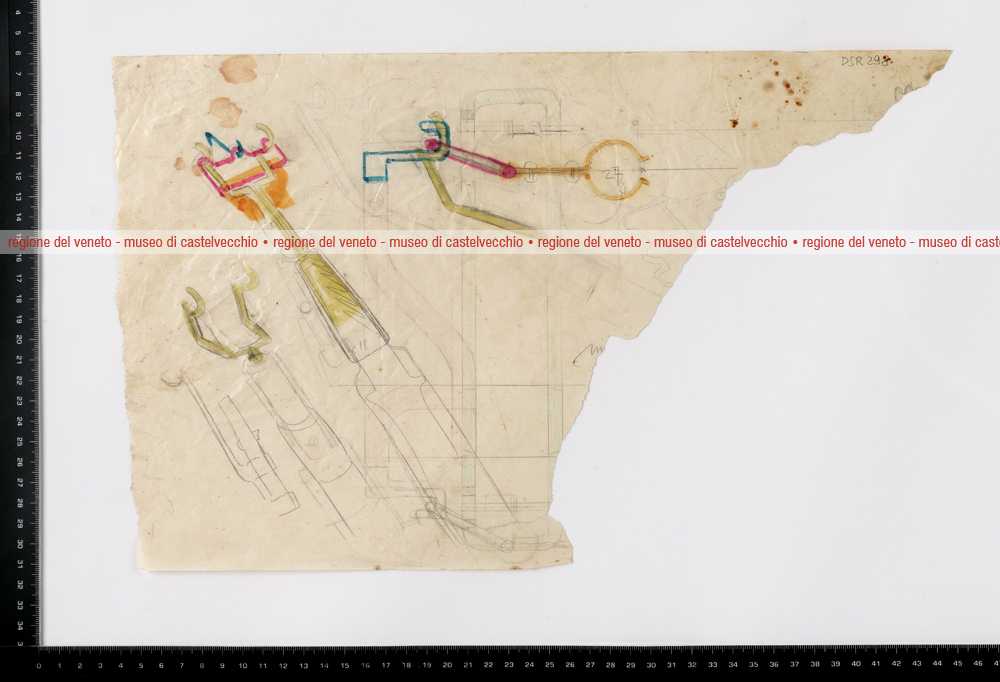 DSR 298
regione del veneto - museo di castelvecchio • regione del veneto - museo di castelvecchio • regione del veneto - museo di castelvecchio • regione del veneto - museo di cast
4 5 6 7 8 9 10 11 12 13 14 16 17 18 19 20 21 22 23 24 25 26 27 28 29 30 31 32 33 34 3
0 1 2 3 4 5 6 7 8 9 10 11 12 13 14 15 16 17 18 19 20 21 22 23 24 25 26 27 28 29 30 31 32 33 34 35 36 37 38 39 40 41 42 43 44 45 46 47